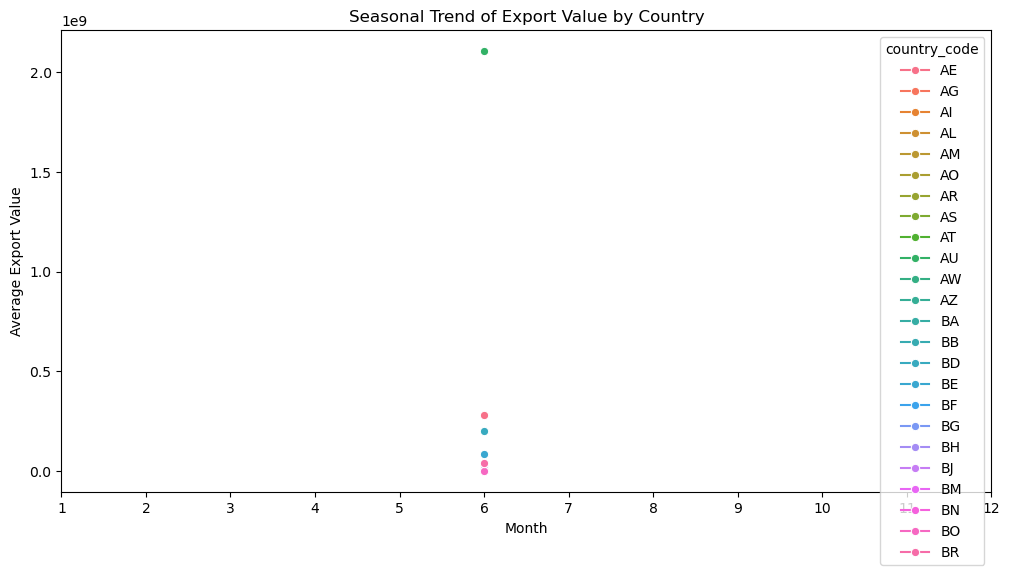 Seasonal Trend of Export Value by Country
1e9
2.0
1.5
1.0
0.5
0.0
Average Export Value
1 2 3 4 5 6 7 8 9 10 11 12
Month
country_code
AE
AG
AI
AL
AM
AO
AR
AS
AT
AU
AW
AZ
BA
BB
BD
BE
BF
BG
BH
BJ
BM
BN
BO
BR